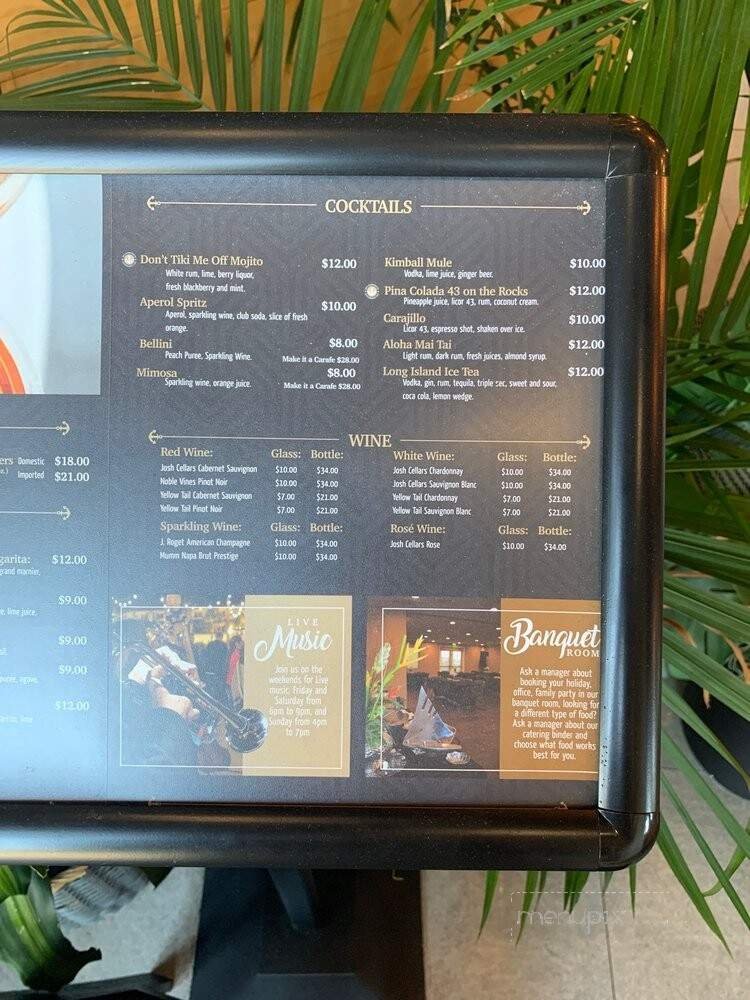 COCKTAILS
Don't Tiki Me Off Mojito $12.00
White rum, lime, berry liquor,
fresh blackberry and mint.
Aperol Spritz $10.00
Aperol, sparkling wine, club soda, slice of fresh
orange.
Bellini $8.00
Peach Puree, Sparkling Wine. Make it a Carafe $28.00
Mimosa $8.00
Sparkling wine, orange juice. Make it a Carafe $28.00
Kimball Mule $10.00
Vodka, lime juice, ginger beer.
Pina Colada 43 on the Rocks $12.00
Pineapple juice, licor 43, rum, coconut cream.
Carajillo $10.00
Licor 43, espresso shot, shaken over ice.
Aloha Mai Tai $12.00
Light rum, dark rum, fresh juices, almond syrup.
Long Island Ice Tea $12.00
Vodka, gin, rum, tequila, triple sec, sweet and sour,
coca cola, lemon wedge.
WINE
Red Wine: Glass: Bottle:
Josh Cellars Cabernet Sauvignon $10.00 $34.00
Noble Vines Pinot Noir $10.00 $34.00
Yellow Tail Cabernet Sauvignon $7.00 $21.00
Yellow Tail Pinot Noir $7.00 $21.00
Sparkling Wine: Glass: Bottle:
J. Roget American Champagne $10.00 $34.00
Mumm Napa Brut Prestige $10.00 $34.00
White Wine: Glass: Bottle:
Josh Cellars Chardonnay $10.00 $34.00
Josh Cellars Sauvignon Blanc $10.00 $34.00
Yellow Tail Chardonnay $7.00 $21.00
Yellow Tail Sauvignon Blanc $7.00 $21.00
Rosé Wine: Glass: Bottle:
Josh Cellars Rose $10.00 $34.00
ers Domestic $18.00
Imported $21.00
garita: $12.00
grand marnier,
$9.00
lime juice,
$9.00
$9.00
puree, agave,
$12.00
lime
LIVE
Music
Join us on the
weekends for Live
music, Friday and
Saturday from
6pm to 9pm, and
Sunday from 4pm
to 7pm
Banquet
ROOM
Ask a manager about
booking your holiday,
office, family party in our
banquet room, looking for
a different type of food?
Ask a manager about our
catering binder and
choose what food works
best for you.
menupix